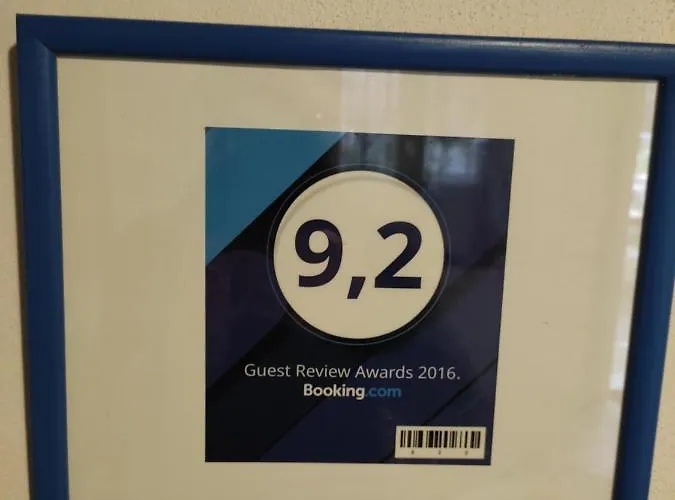 9,2
Guest Review Awards 2016.
Booking.com